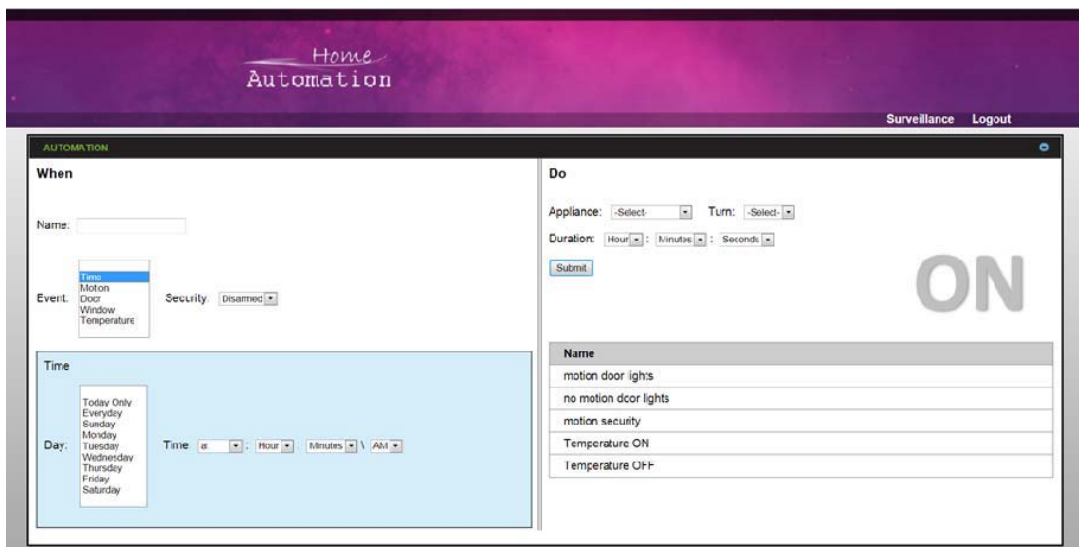 Home
Automation
Surveillance Logout
AUTOMATION
When
Name:
Event:
Time
Motion
Door
Window
Temperature
Security: Disarmed
Time
Day:
Today Only
Everyday
Sunday
Monday
Tuesday
Wednesday
Thursday
Friday
Saturday
Time at : Hour : Minutes \ AM
Do
Appliance: -Select- Turn: -Select-
Duration: Hour : Minutes : Seconds
Submit
ON
Name
motion door lights
no motion door lights
motion security
Temperature ON
Temperature OFF